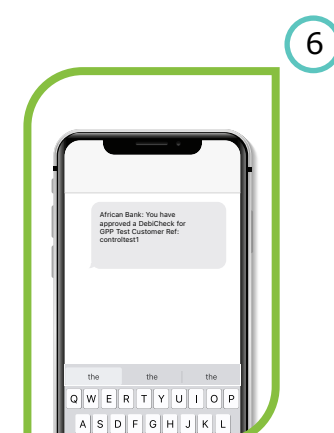 6
African Bank: You have
approved a DebiCheck for
GPP Test Customer Ref:
controltest1
the the the
Q W E R T Y U I O P
A S D F G H J K L